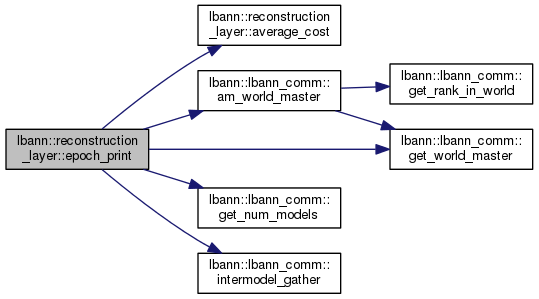 lbann::reconstruction
_layer::average_cost
lbann::lbann_comm::
am_world_master
lbann::lbann_comm::
get_rank_in_world
lbann::reconstruction
_layer::epoch_print
lbann::lbann_comm::
get_world_master
lbann::lbann_comm::
get_num_models
lbann::lbann_comm::
intermodel_gather